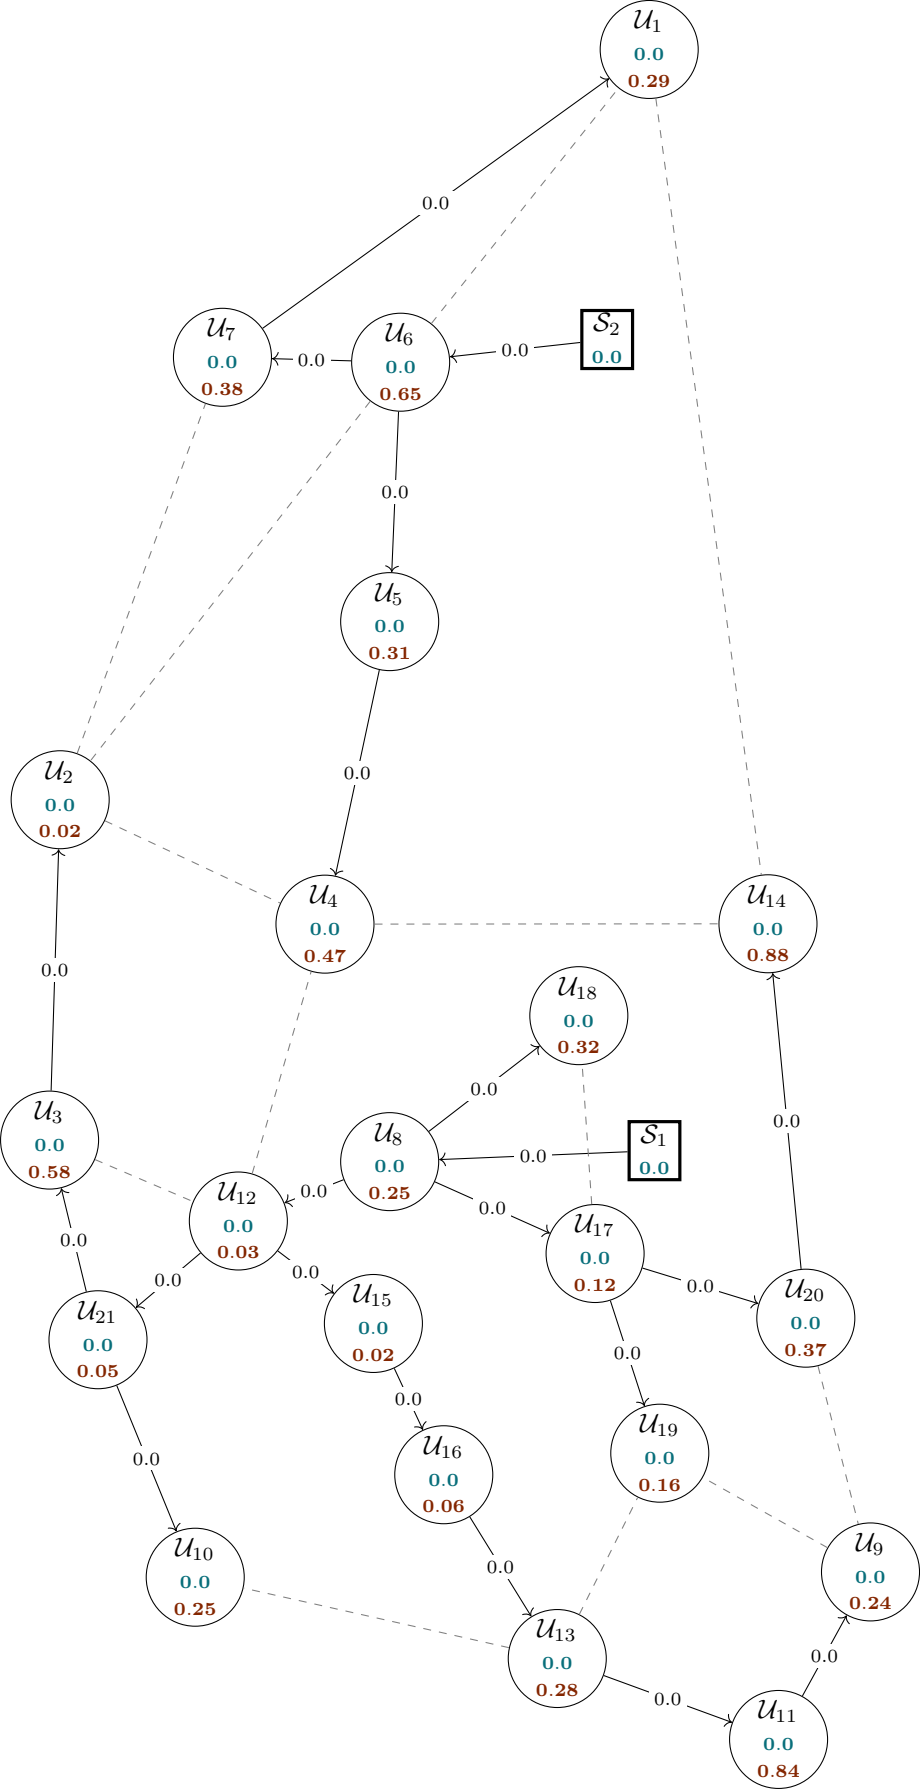 𝒰₁
0.0
0.29
0.0
𝒰₇
0.0
0.38
0.0
𝒰₆
0.0
0.65
0.0
𝒮₂
0.0
0.0
𝒰₅
0.0
0.31
0.0
𝒰₂
0.0
0.02
𝒰₄
0.0
0.47
𝒰₁₄
0.0
0.88
0.0
𝒰₁₈
0.0
0.32
0.0
𝒰₃
0.0
0.58
𝒰₈
0.0
0.25
0.0
𝒮₁
0.0
0.0
𝒰₁₂
0.0
0.03
0.0
0.0
𝒰₁₇
0.0
0.12
0.0
0.0
0.0
0.0
𝒰₂₁
0.0
0.05
𝒰₁₅
0.0
0.02
0.0
𝒰₂₀
0.0
0.37
0.0
0.0
𝒰₁₆
0.0
0.06
𝒰₁₉
0.0
0.16
𝒰₁₀
0.0
0.25
0.0
𝒰₉
0.0
0.24
𝒰₁₃
0.0
0.28
0.0
0.0
𝒰₁₁
0.0
0.84